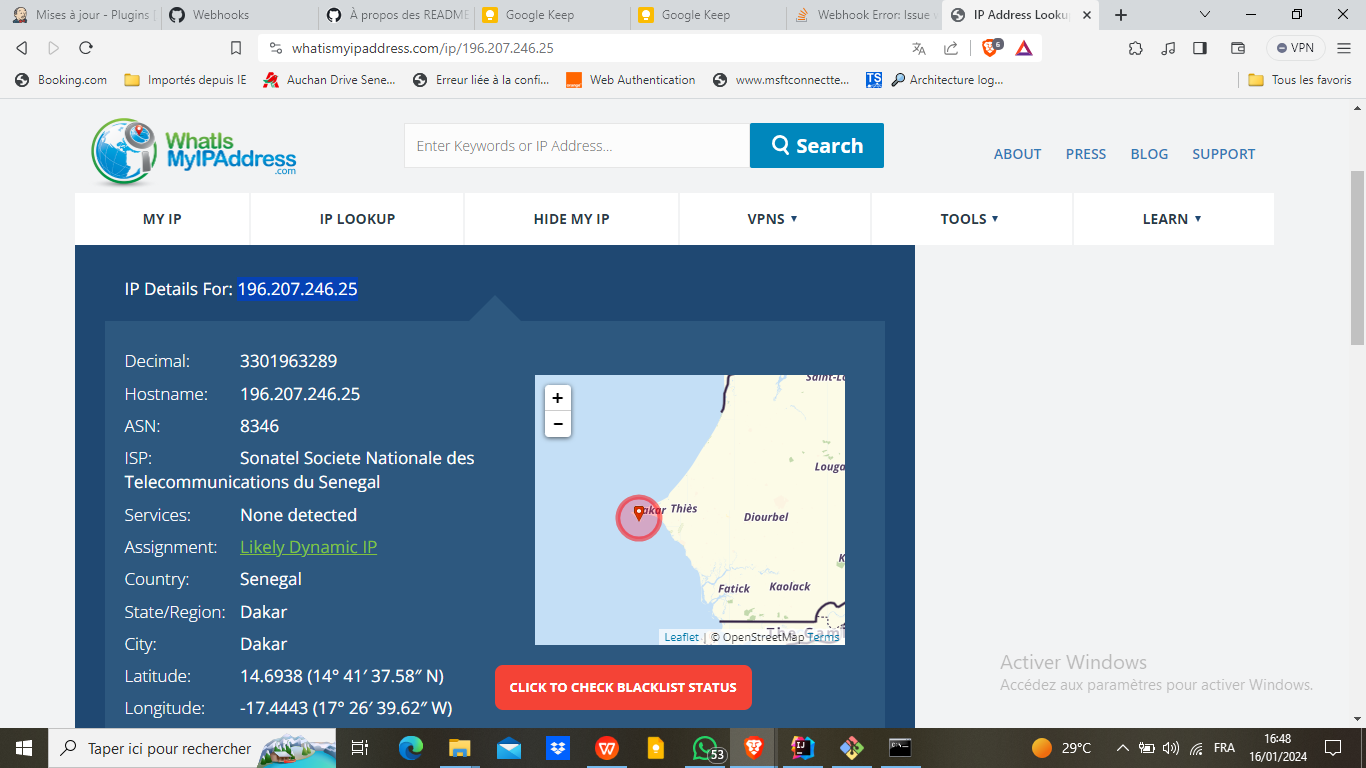 Mises à jour - Plugins
Webhooks
À propos des README
Google Keep
Google Keep
Webhook Error: Issue
IP Address Looku
whatismyipaddress.com/ip/196.207.246.25
6
VPN
Booking.com
Importés depuis IE
Auchan Drive Sene...
Erreur liée à la confi...
Web Authentication
www.msftconnectte...
TS
Architecture log...
Tous les favoris
WhatIs
MyIPAddress
.com
Enter Keywords or IP Address...
Search
ABOUT
PRESS
BLOG
SUPPORT
MY IP
IP LOOKUP
HIDE MY IP
VPNS
TOOLS
LEARN
IP Details For: 196.207.246.25
Decimal: 3301963289
Hostname: 196.207.246.25
ASN: 8346
ISP: Sonatel Societe Nationale des
Telecommunications du Senegal
Services: None detected
Assignment: Likely Dynamic IP
Country: Senegal
State/Region: Dakar
City: Dakar
Latitude: 14.6938 (14° 41′ 37.58″ N)
Longitude: -17.4443 (17° 26′ 39.62″ W)
+
−
Saint-Lo
Louga
Dakar Thiès
Diourbel
K
Fatick
Kaolack
The Gam
Leaflet | © OpenStreetMap Terms
CLICK TO CHECK BLACKLIST STATUS
Activer Windows
Accédez aux paramètres pour activer Windows.
Taper ici pour rechercher
53
29°C
FRA
16:48
16/01/2024